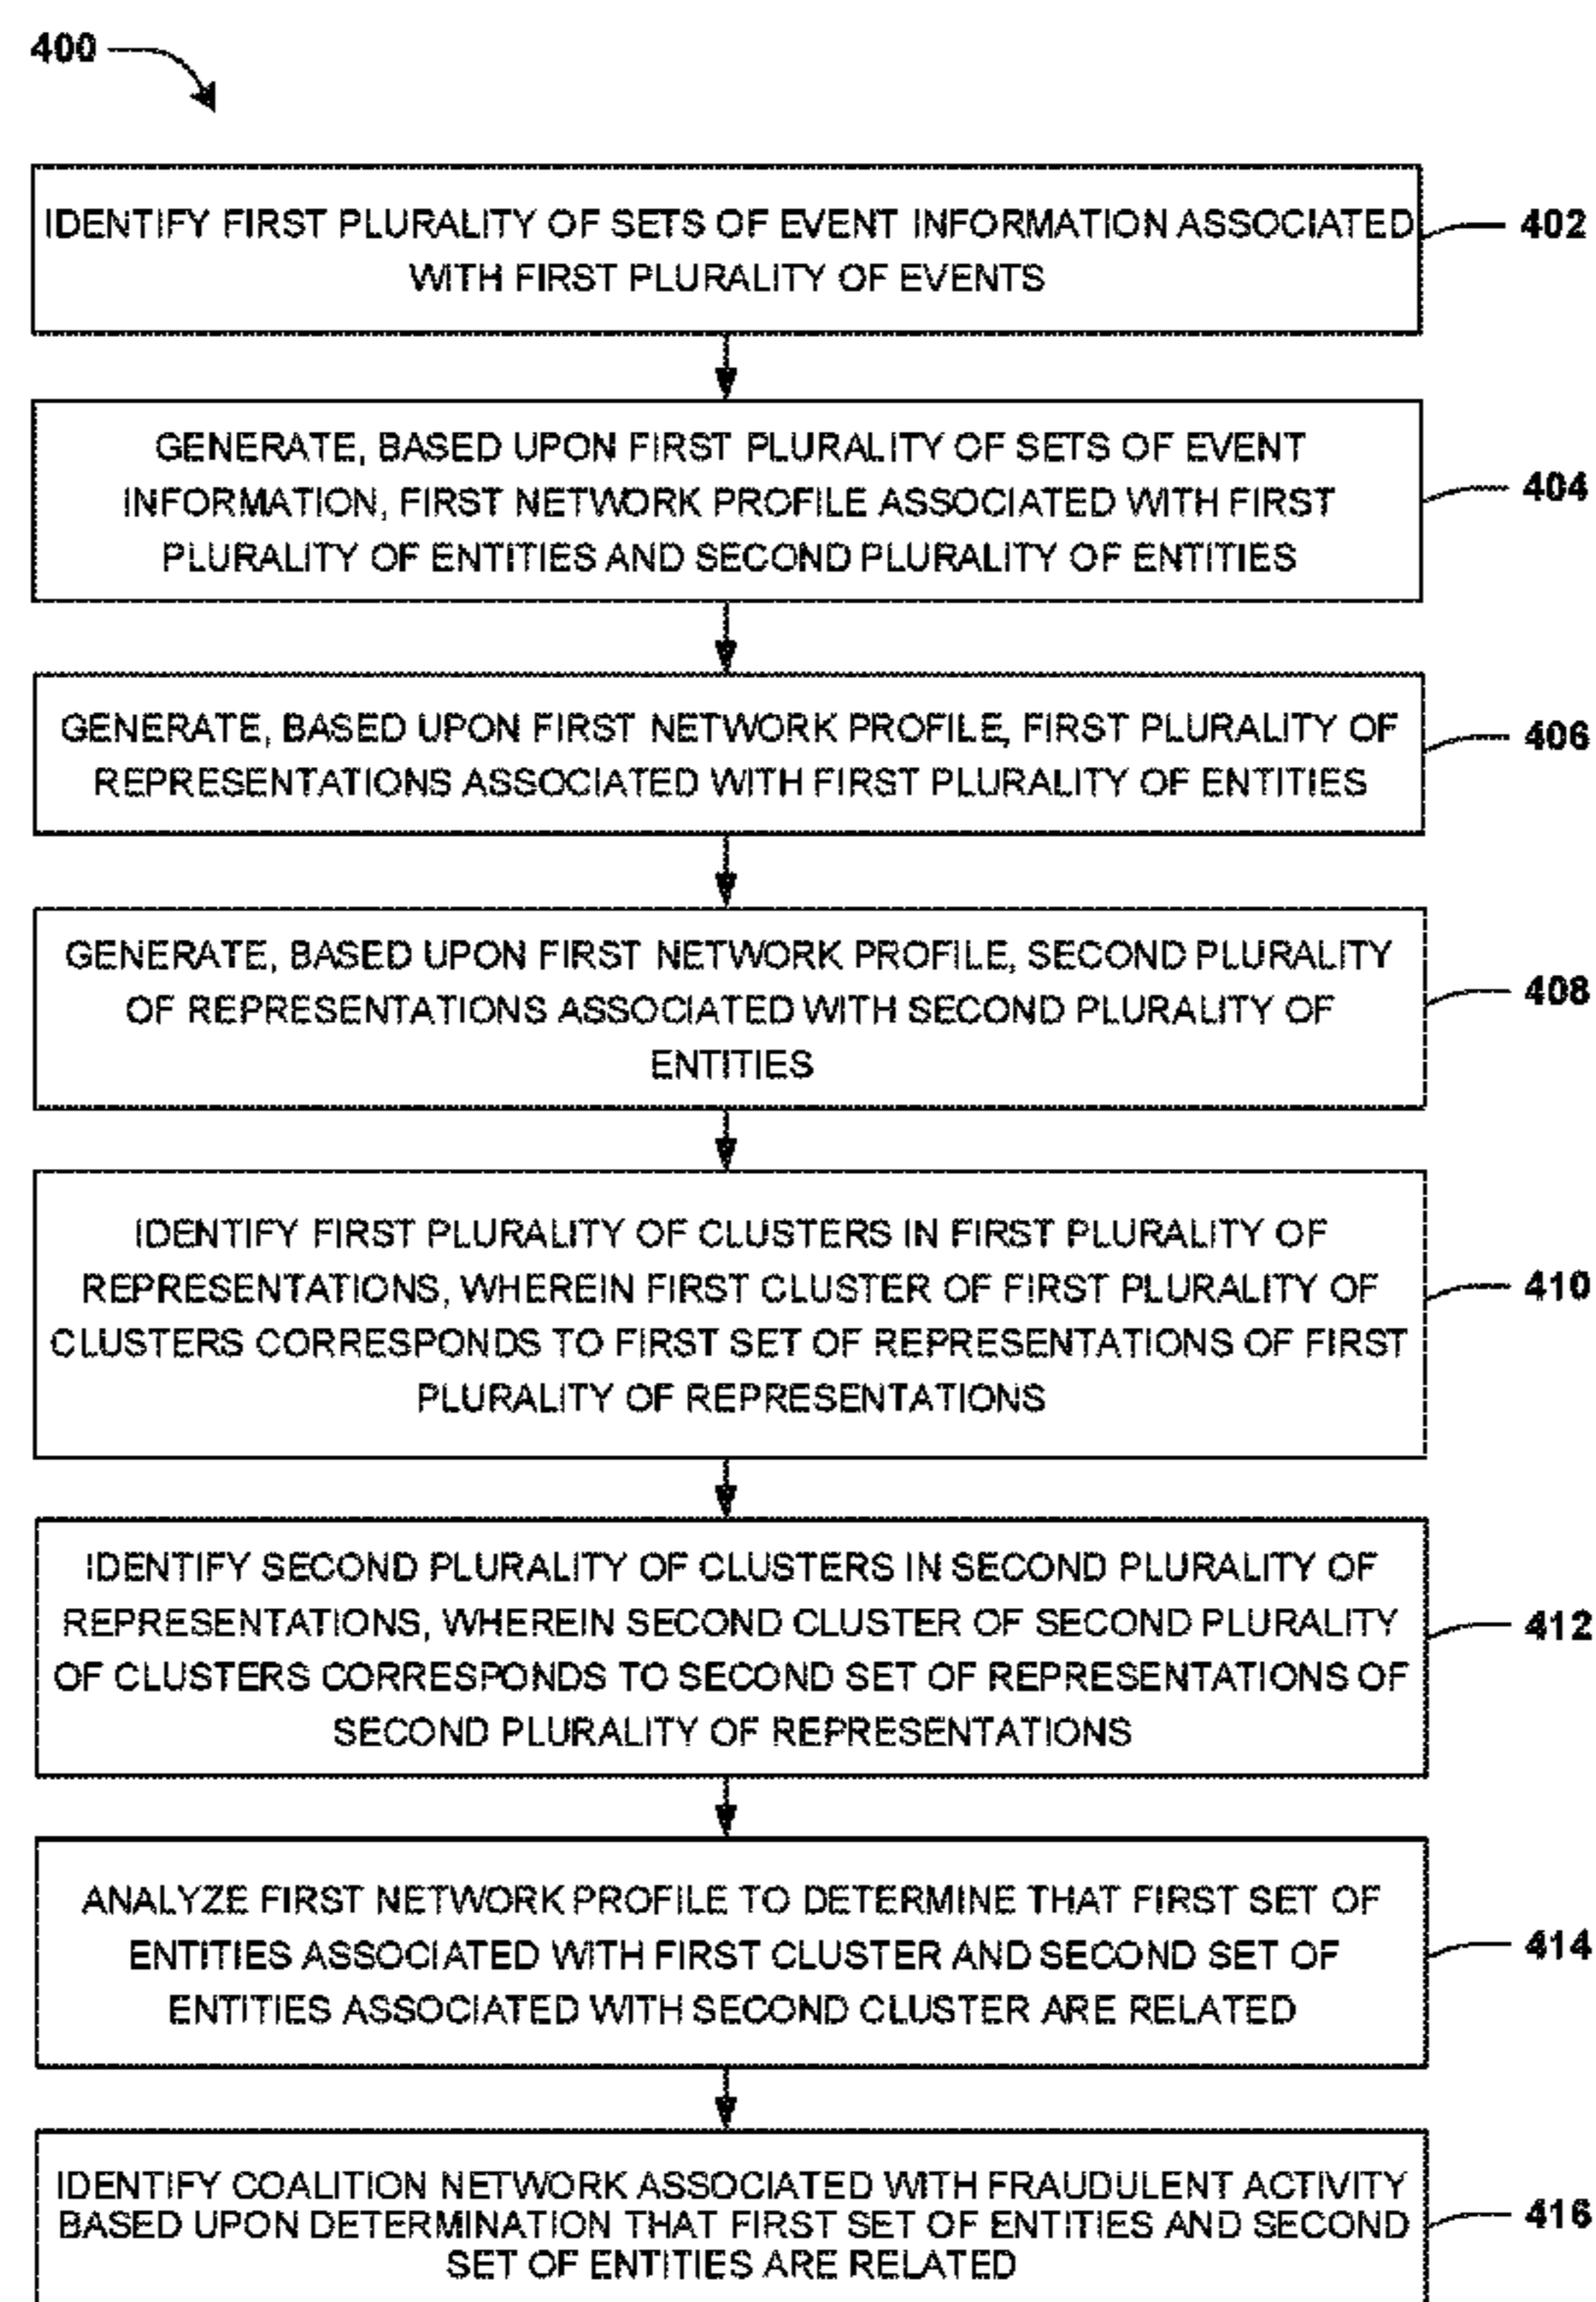 400
IDENTIFY FIRST PLURALITY OF SETS OF EVENT INFORMATION ASSOCIATED
WITH FIRST PLURALITY OF EVENTS
402
GENERATE, BASED UPON FIRST PLURALITY OF SETS OF EVENT
INFORMATION, FIRST NETWORK PROFILE ASSOCIATED WITH FIRST
PLURALITY OF ENTITIES AND SECOND PLURALITY OF ENTITIES
404
GENERATE, BASED UPON FIRST NETWORK PROFILE, FIRST PLURALITY OF
REPRESENTATIONS ASSOCIATED WITH FIRST PLURALITY OF ENTITIES
406
GENERATE, BASED UPON FIRST NETWORK PROFILE, SECOND PLURALITY
OF REPRESENTATIONS ASSOCIATED WITH SECOND PLURALITY OF
ENTITIES
408
IDENTIFY FIRST PLURALITY OF CLUSTERS IN FIRST PLURALITY OF
REPRESENTATIONS, WHEREIN FIRST CLUSTER OF FIRST PLURALITY OF
CLUSTERS CORRESPONDS TO FIRST SET OF REPRESENTATIONS OF FIRST
PLURALITY OF REPRESENTATIONS
410
IDENTIFY SECOND PLURALITY OF CLUSTERS IN SECOND PLURALITY OF
REPRESENTATIONS, WHEREIN SECOND CLUSTER OF SECOND PLURALITY
OF CLUSTERS CORRESPONDS TO SECOND SET OF REPRESENTATIONS OF
SECOND PLURALITY OF REPRESENTATIONS
412
ANALYZE FIRST NETWORK PROFILE TO DETERMINE THAT FIRST SET OF
ENTITIES ASSOCIATED WITH FIRST CLUSTER AND SECOND SET OF
ENTITIES ASSOCIATED WITH SECOND CLUSTER ARE RELATED
414
IDENTIFY COALITION NETWORK ASSOCIATED WITH FRAUDULENT ACTIVITY
BASED UPON DETERMINATION THAT FIRST SET OF ENTITIES AND SECOND
SET OF ENTITIES ARE RELATED
416